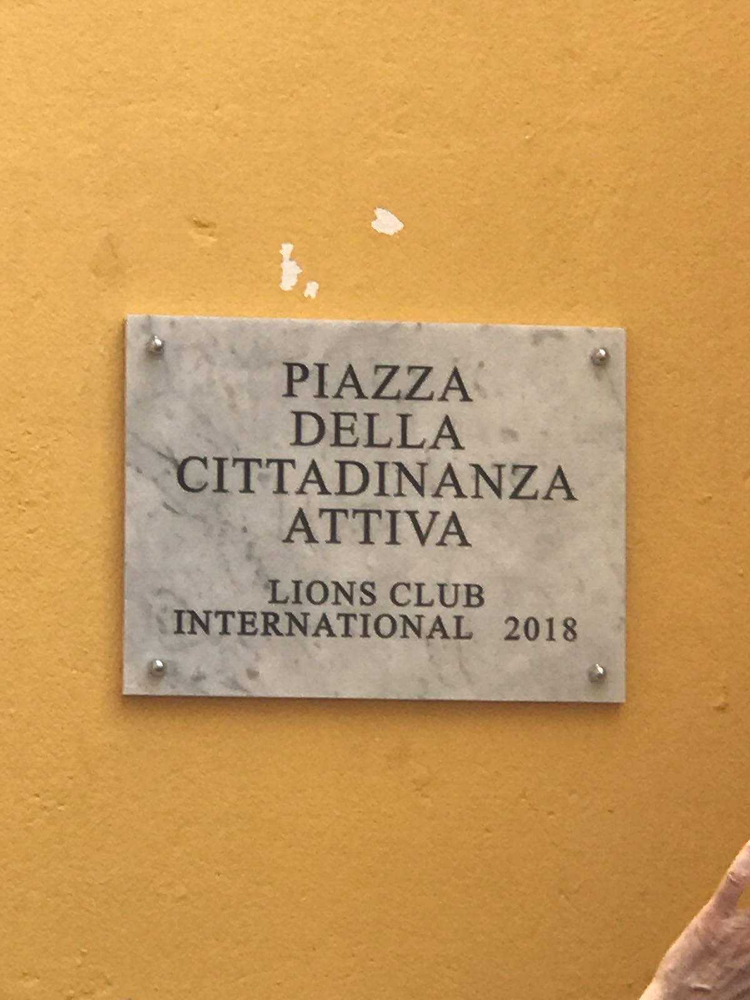 PIAZZA
DELLA
CITTADINANZA
ATTIVA
LIONS CLUB
INTERNATIONAL 2018